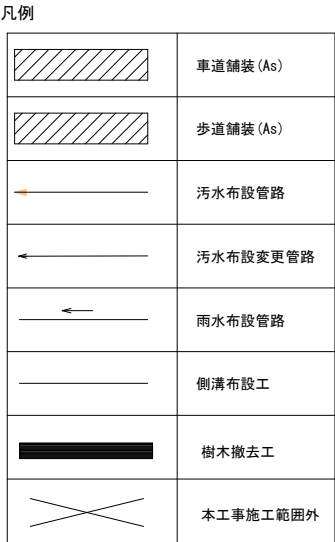 凡例
車道舗装(As)
歩道舗装(As)
汚水布設管路
汚水布設変更管路
雨水布設管路
側溝布設工
樹木撤去工
本工事施工範囲外